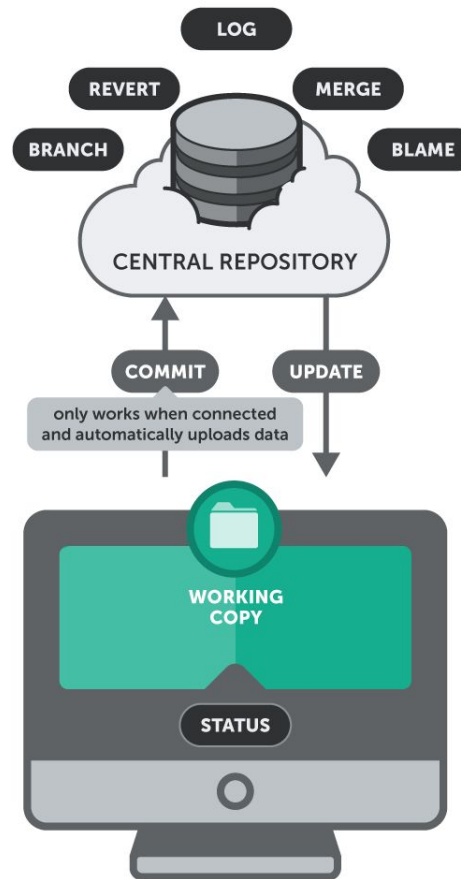 LOG
REVERT
MERGE
BRANCH
BLAME
CENTRAL REPOSITORY
COMMIT
UPDATE
only works when connected
and automatically uploads data
WORKING
COPY
STATUS